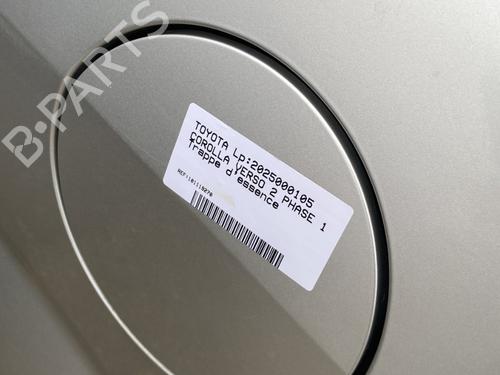 B-PARTS
TOYOTA Lp:2025000105
COROLLA VERSO 2 PHASE 1
Trappe d'essence